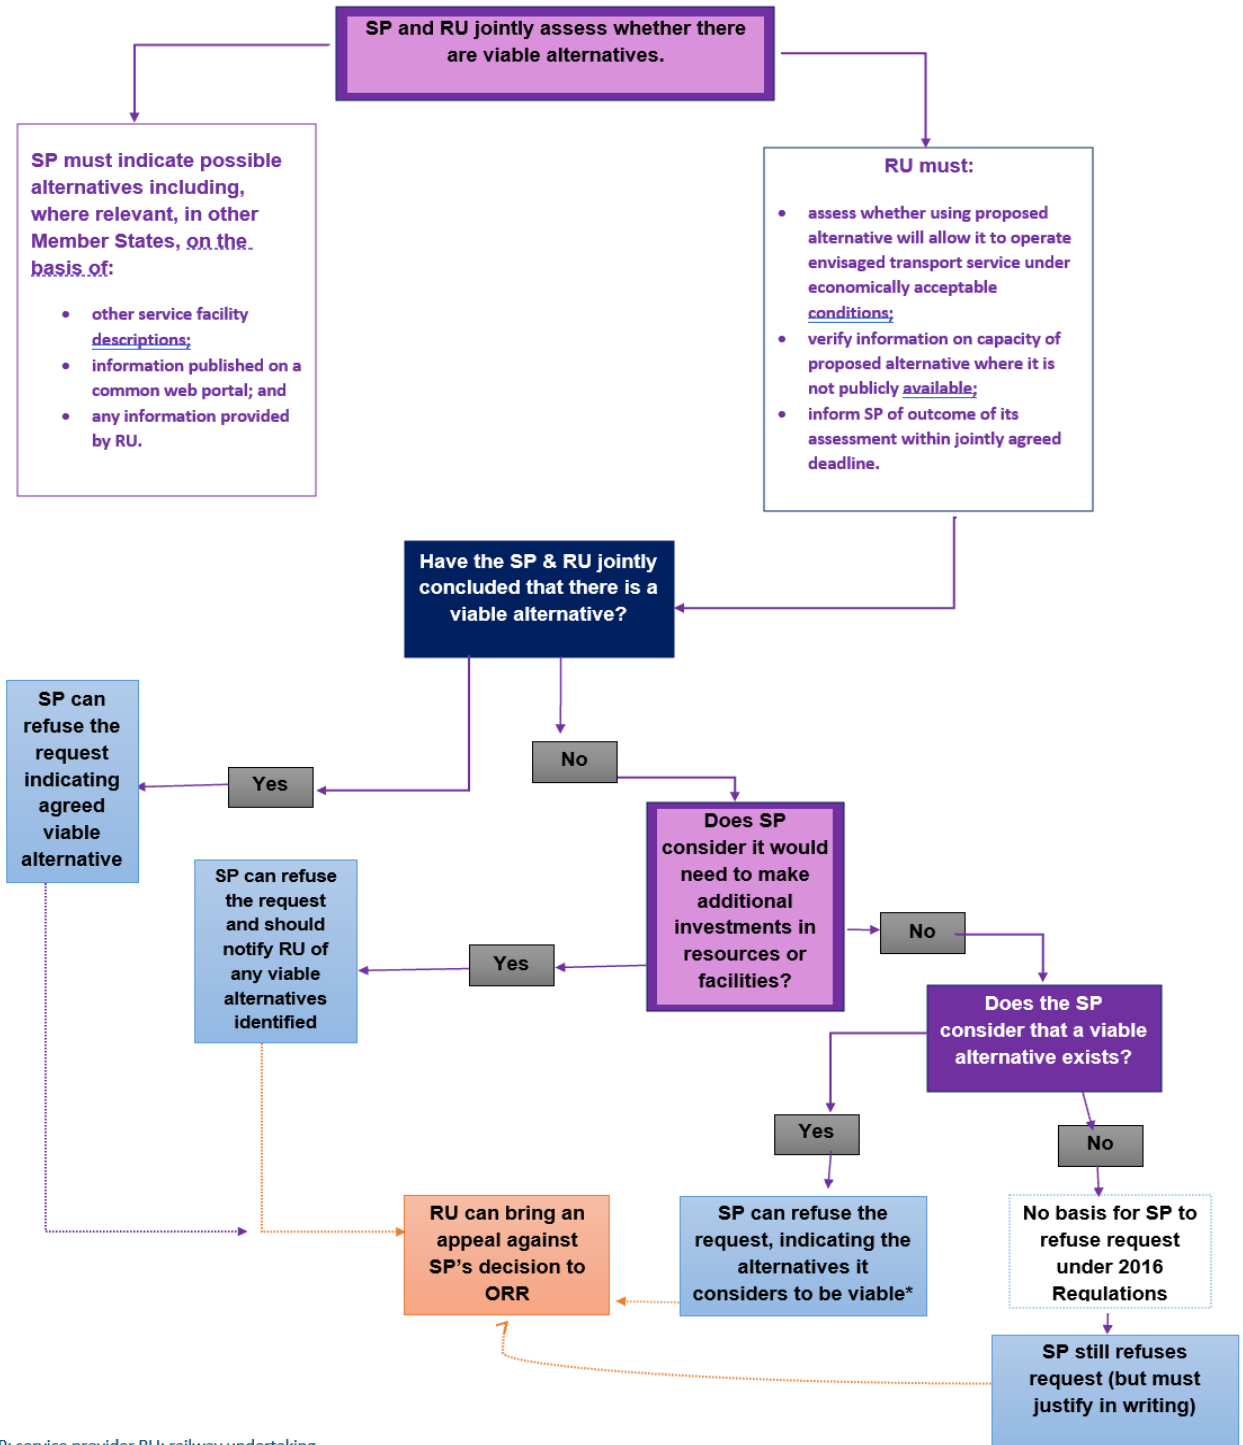 SP and RU jointly assess whether there
are viable alternatives.
SP must indicate possible
alternatives including,
where relevant, in other
Member States, on the
basis of:
• other service facility
descriptions;
• information published on a
common web portal; and
• any information provided
by RU.
RU must:
• assess whether using proposed
alternative will allow it to operate
envisaged transport service under
economically acceptable
conditions;
• verify information on capacity of
proposed alternative where it is
not publicly available;
• inform SP of outcome of its
assessment within jointly agreed
deadline.
Have the SP & RU jointly
concluded that there is a
viable alternative?
SP can
refuse the
request
indicating
agreed
viable
alternative
Yes
No
Does SP
consider it would
need to make
additional
investments in
resources or
facilities?
SP can refuse
the request
and should
notify RU of
any viable
alternatives
identified
Yes
No
Does the SP
consider that a viable
alternative exists?
Yes
No
RU can bring an
appeal against
SP's decision to
ORR
SP can refuse the
request, indicating the
alternatives it
considers to be viable*
No basis for SP to
refuse request
under 2016
Regulations
SP still refuses
request (but must
justify in writing)
P: service provider RU: railway undertaking